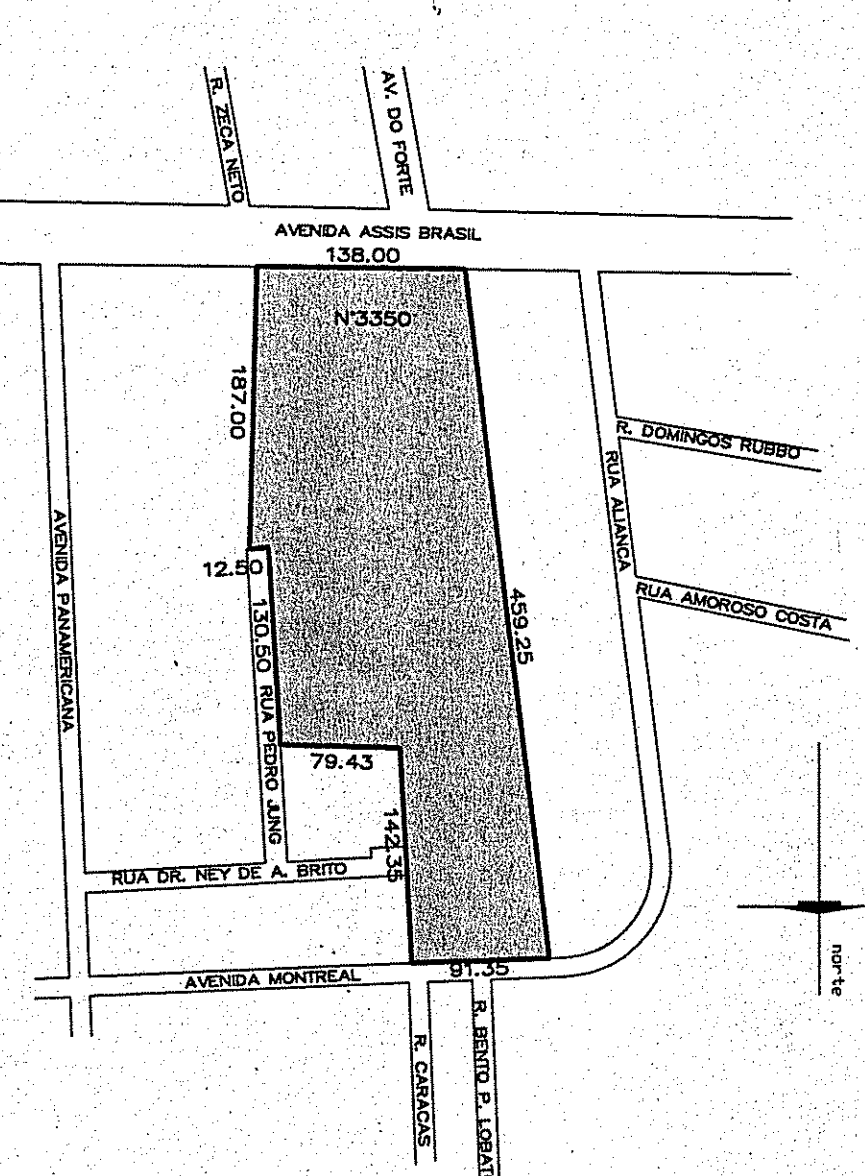 R. ZECA NETO
AV. DO FORTE
AVENIDA ASSIS BRASIL
138.00
N°3350
187.00
R. DOMINGOS RUBBO
RUA ALIANCA
AVENIDA PANAMERICANA
12.50
459.25
RUA AMOROSO COSTA
130.50 RUA PEDRO JUNG
79.43
142.35
RUA DR. NEY DE A. BRITO
norte
91.35
AVENIDA MONTREAL
R. CARACAS
R. BENTO P. LOBAT